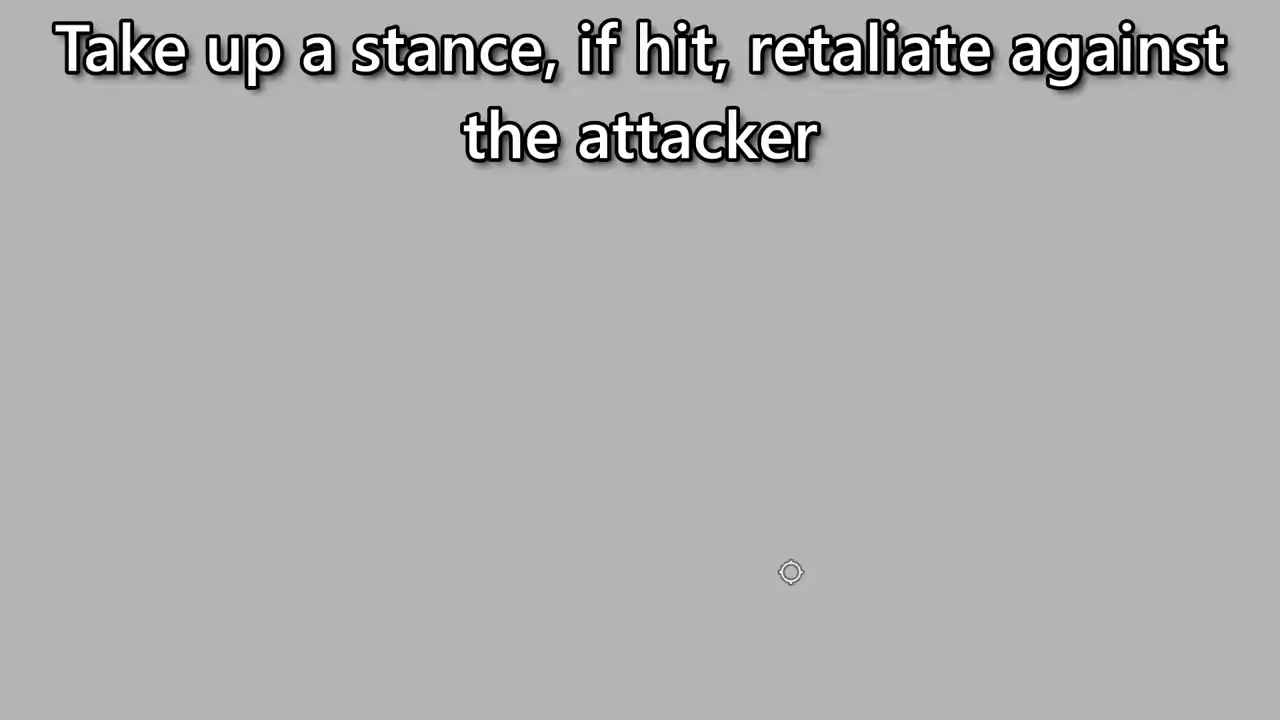 Take up a stance, if hit, retaliate against
the attacker